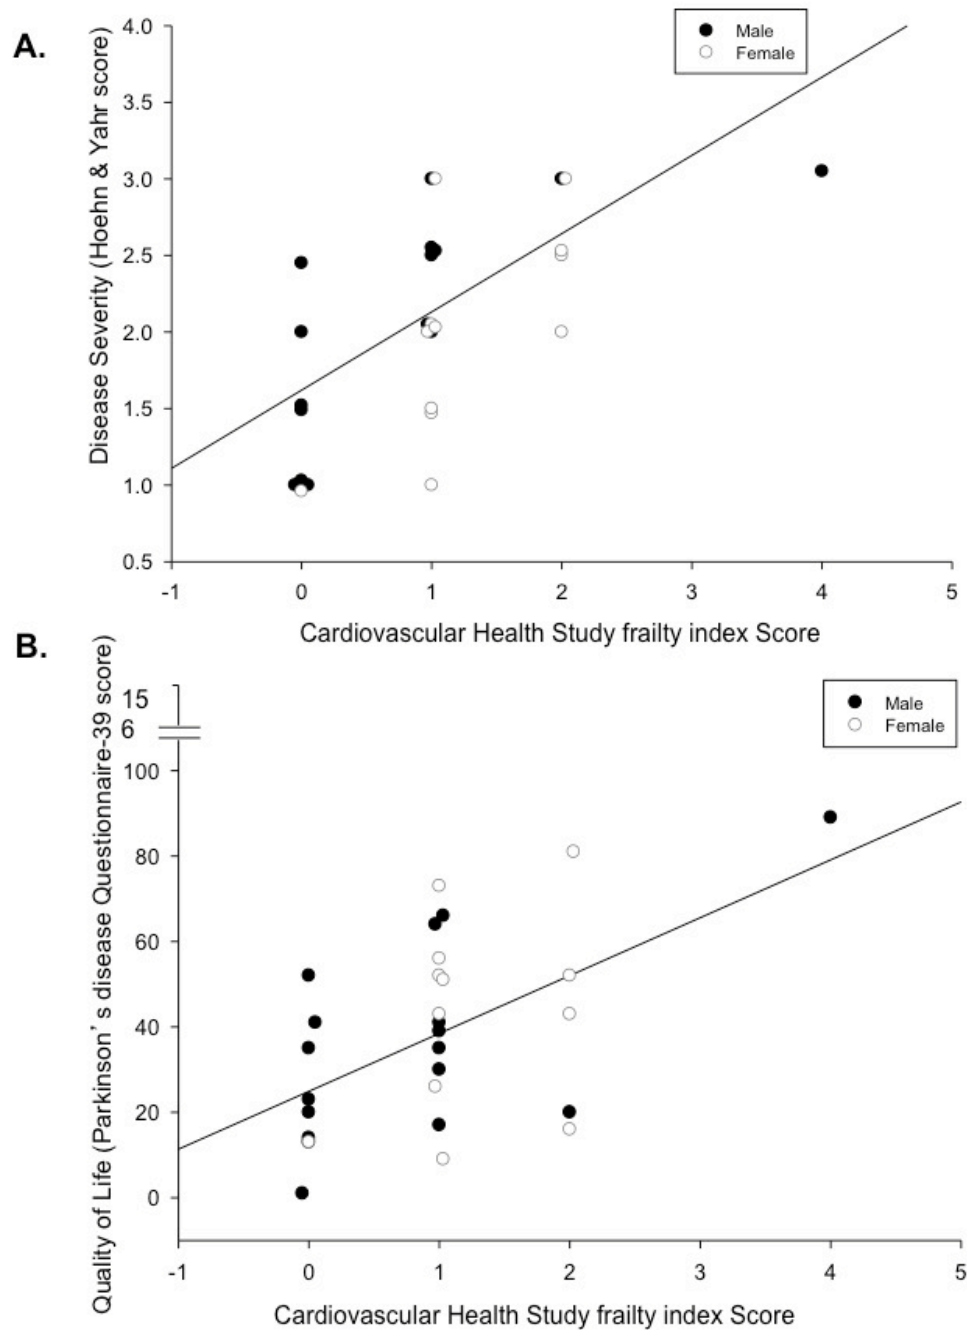 A.
Disease Severity (Hoehn & Yahr score)
4.0
3.5
3.0
2.5
2.0
1.5
1.0
0.5
Male
Female
-1 0 1 2 3 4 5
Cardiovascular Health Study frailty index Score
B.
Quality of Life (Parkinson’s disease Questionnaire-39 score)
15
6
100
80
60
40
20
0
Male
Female
-1 0 1 2 3 4 5
Cardiovascular Health Study frailty index Score